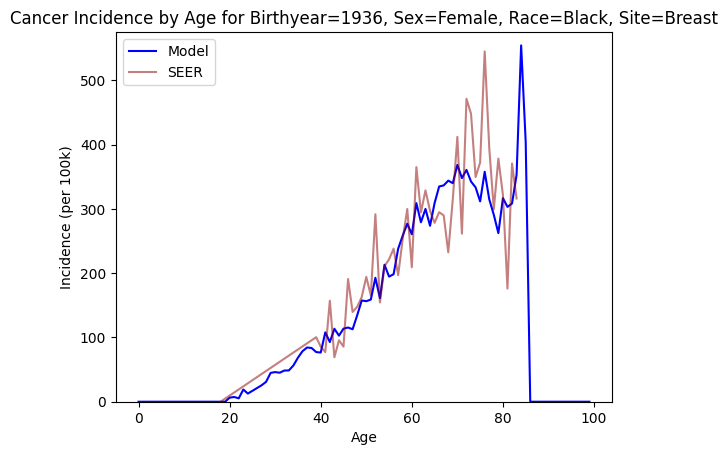 Cancer Incidence by Age for Birthyear=1936, Sex=Female, Race=Black, Site=Breast
Model
SEER
Incidence (per 100k)
500
400
300
200
100
0
0 20 40 60 80 100
Age